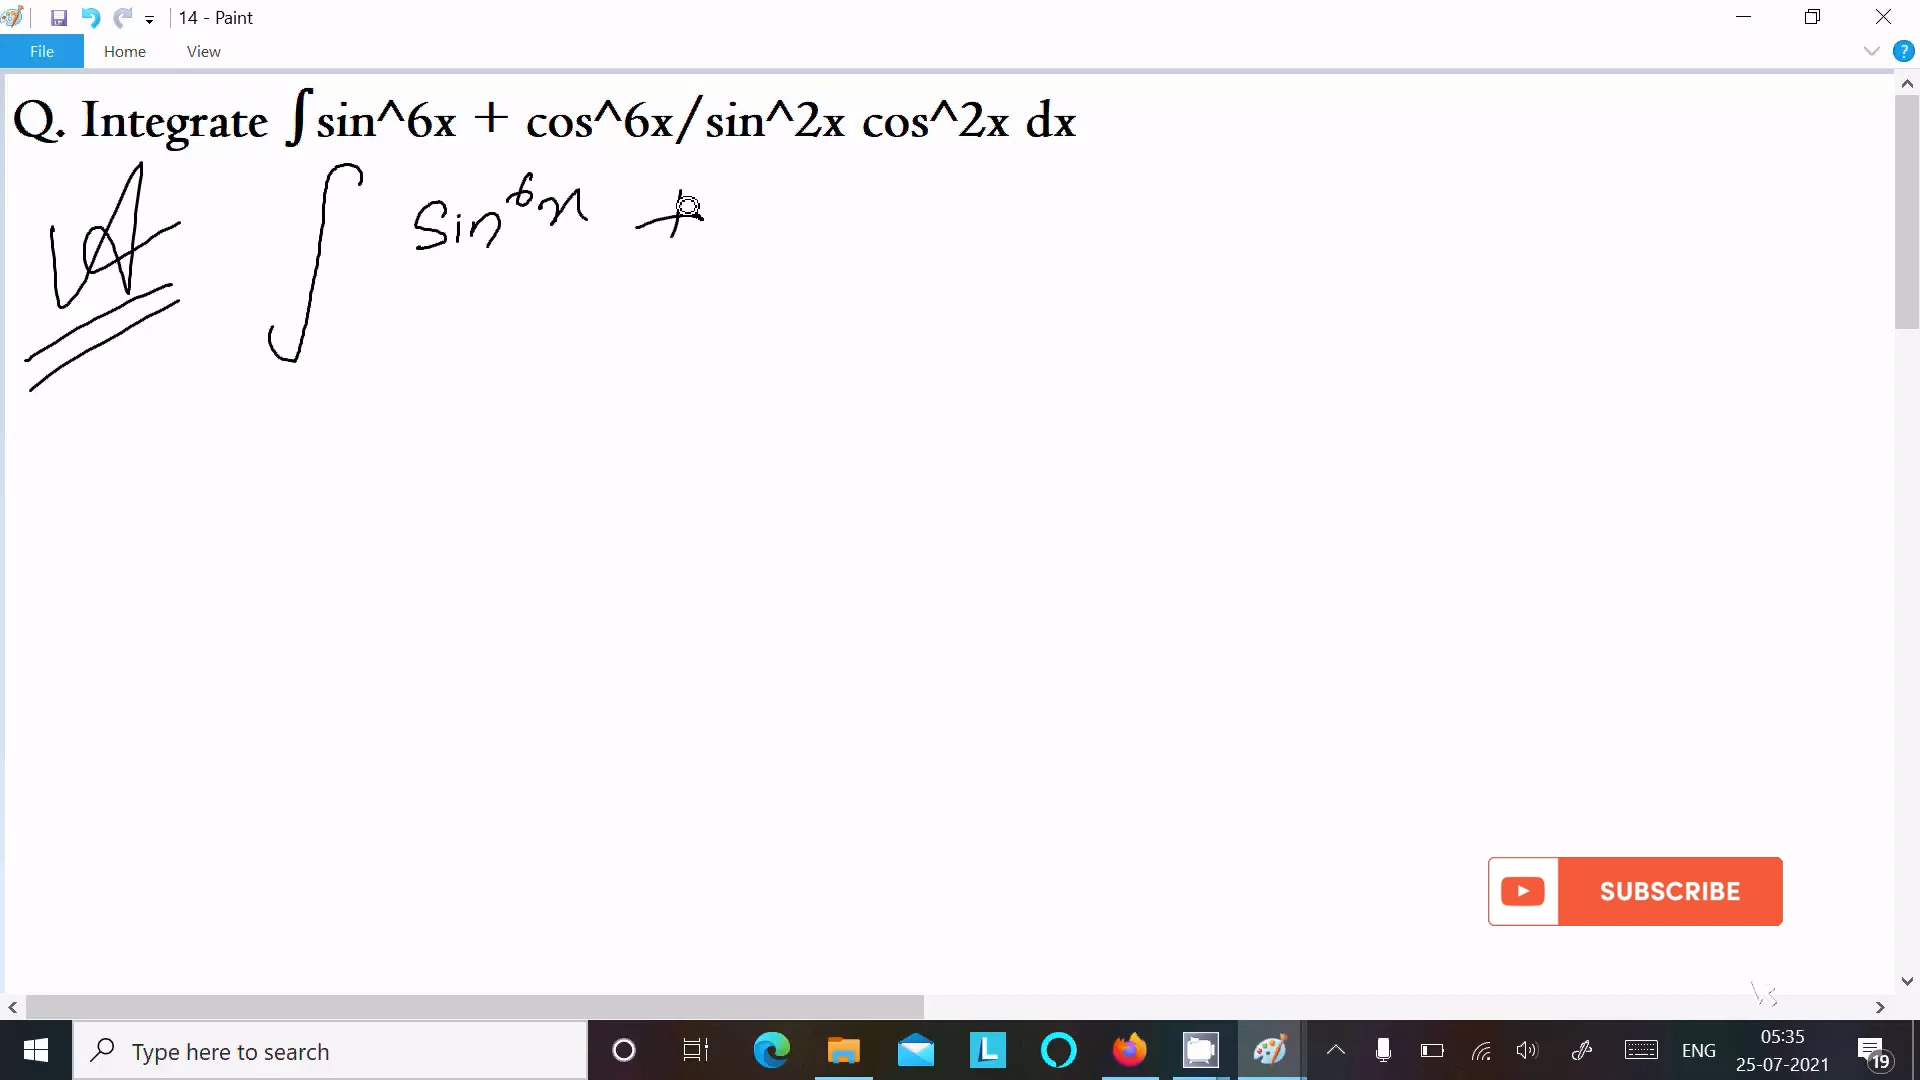 14 - Paint
File Home View
Q. Integrate ∫sin^6x + cos^6x/sin^2x cos^2x dx
∫ sin⁶x +
SUBSCRIBE
Type here to search
L
ENG
05:35
25-07-2021
19